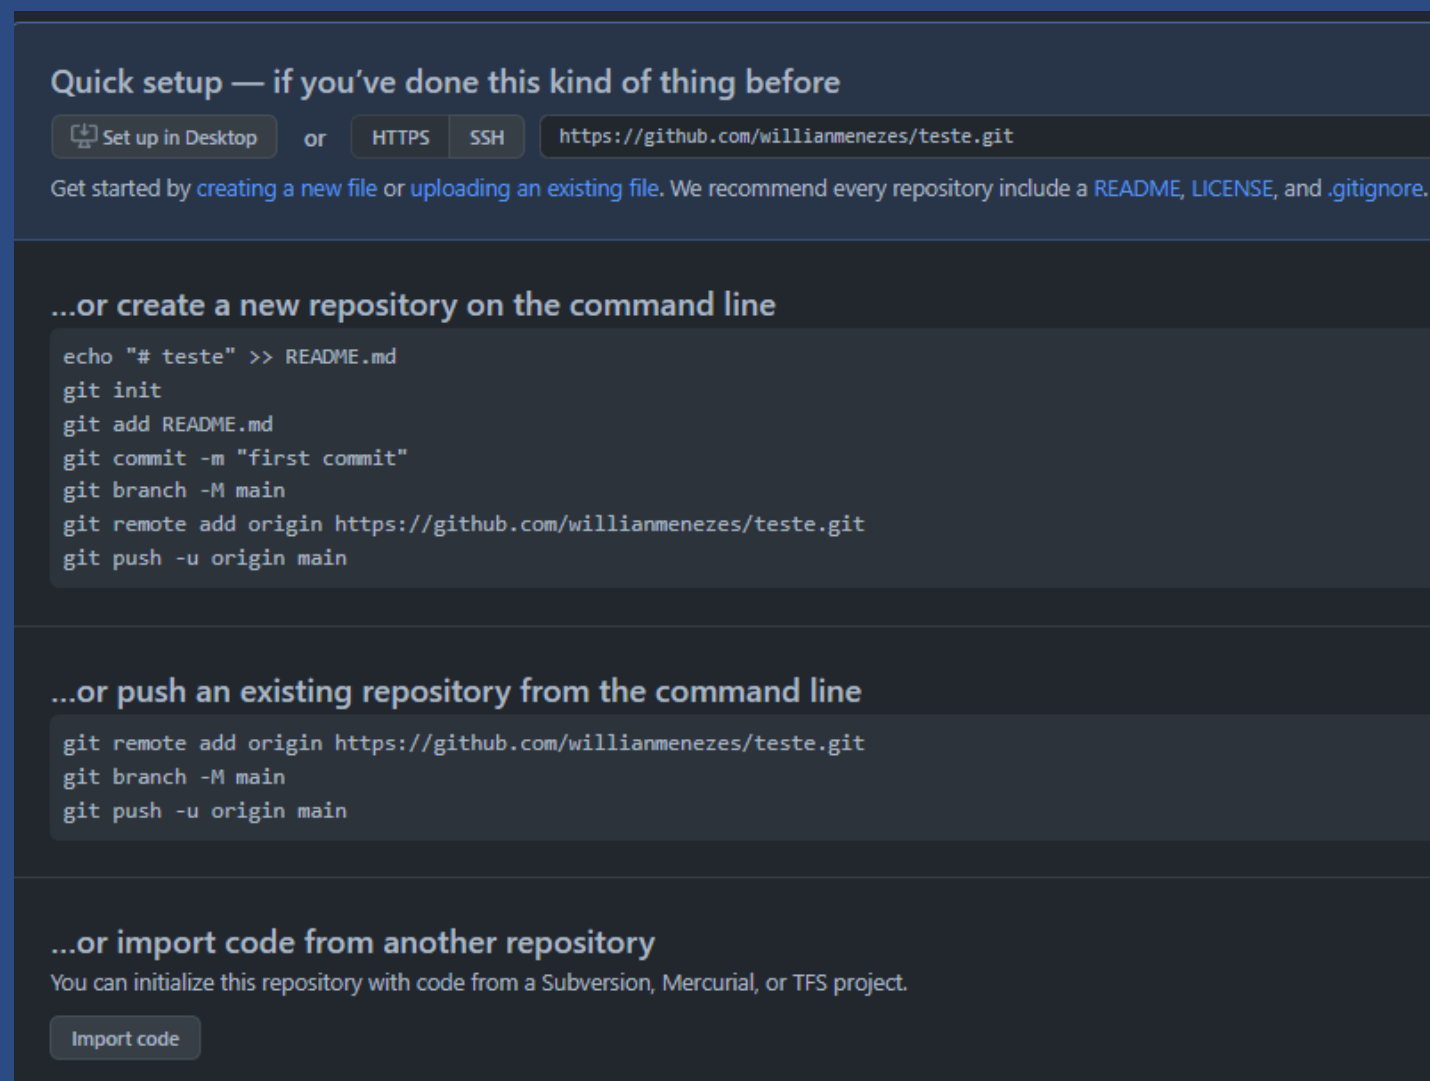 Quick setup — if you’ve done this kind of thing before
Set up in Desktop or HTTPS SSH https://github.com/willianmenezes/teste.git
Get started by creating a new file or uploading an existing file. We recommend every repository include a README, LICENSE, and .gitignore.
...or create a new repository on the command line
echo "# teste" >> README.md
git init
git add README.md
git commit -m "first commit"
git branch -M main
git remote add origin https://github.com/willianmenezes/teste.git
git push -u origin main
...or push an existing repository from the command line
git remote add origin https://github.com/willianmenezes/teste.git
git branch -M main
git push -u origin main
...or import code from another repository
You can initialize this repository with code from a Subversion, Mercurial, or TFS project.
Import code